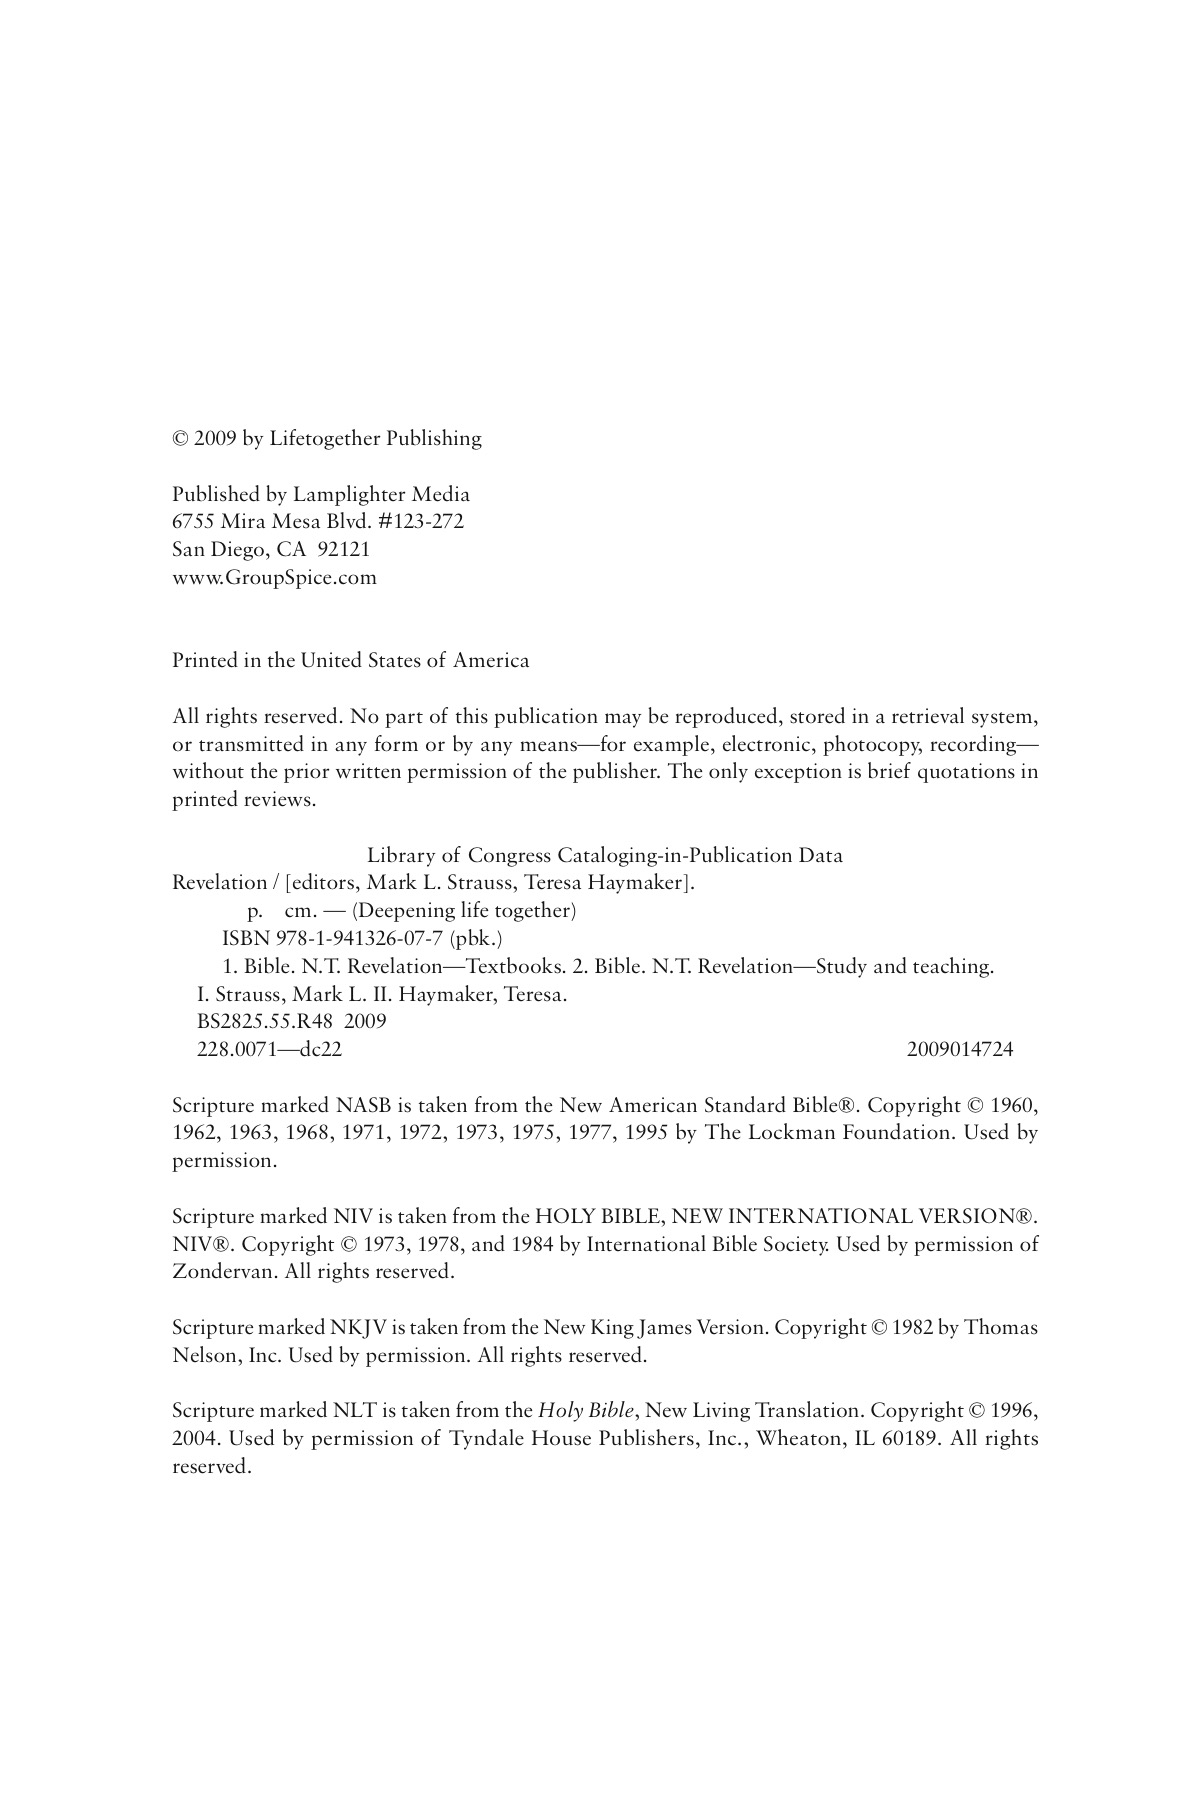 © 2009 by Lifetogether Publishing
Published by Lamplighter Media
6755 Mira Mesa Blvd. #123-272
San Diego, CA  92121
www.GroupSpice.com
Printed in the United States of America
All rights reserved. No part of this publication may be reproduced, stored in a retrieval system,
or transmitted in any form or by any means—for example, electronic, photocopy, recording—
without the prior written permission of the publisher. The only exception is brief quotations in
printed reviews.
Library of Congress Cataloging-in-Publication Data
Revelation / [editors, Mark L. Strauss, Teresa Haymaker].
p.    cm. — (Deepening life together)
ISBN 978-1-941326-07-7 (pbk.)
1. Bible. N.T. Revelation—Textbooks. 2. Bible. N.T. Revelation—Study and teaching.
I. Strauss, Mark L. II. Haymaker, Teresa.
BS2825.55.R48  2009
228.0071—dc22 2009014724
Scripture marked NASB is taken from the New American Standard Bible®. Copyright © 1960,
1962, 1963, 1968, 1971, 1972, 1973, 1975, 1977, 1995 by The Lockman Foundation. Used by
permission.
Scripture marked NIV is taken from the HOLY BIBLE, NEW INTERNATIONAL VERSION®.
NIV®. Copyright © 1973, 1978, and 1984 by International Bible Society. Used by permission of
Zondervan. All rights reserved.
Scripture marked NKJV is taken from the New King James Version. Copyright © 1982 by Thomas
Nelson, Inc. Used by permission. All rights reserved.
Scripture marked NLT is taken from the Holy Bible, New Living Translation. Copyright © 1996,
2004. Used by permission of Tyndale House Publishers, Inc., Wheaton, IL 60189. All rights
reserved.